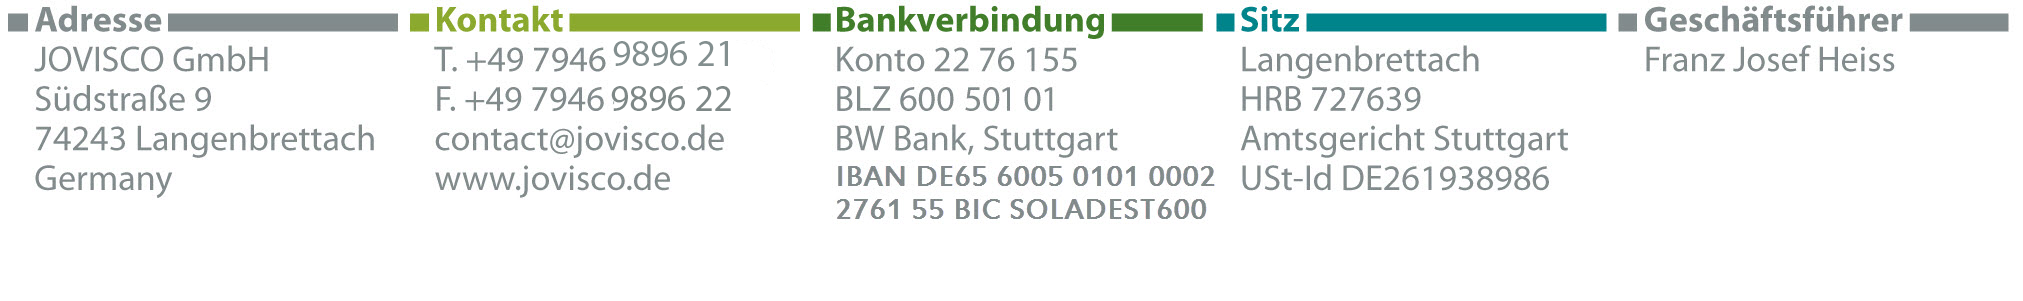 Adresse
JOVISCO GmbH
Südstraße 9
74243 Langenbrettach
Germany
Kontakt
T. +49 7946 9896 21
F. +49 7946 9896 22
contact@jovisco.de
www.jovisco.de
Bankverbindung
Konto 22 76 155
BLZ 600 501 01
BW Bank, Stuttgart
IBAN DE65 6005 0101 0002
2761 55 BIC SOLADEST600
Sitz
Langenbrettach
HRB 727639
Amtsgericht Stuttgart
USt-Id DE261938986
Geschäftsführer
Franz Josef Heiss